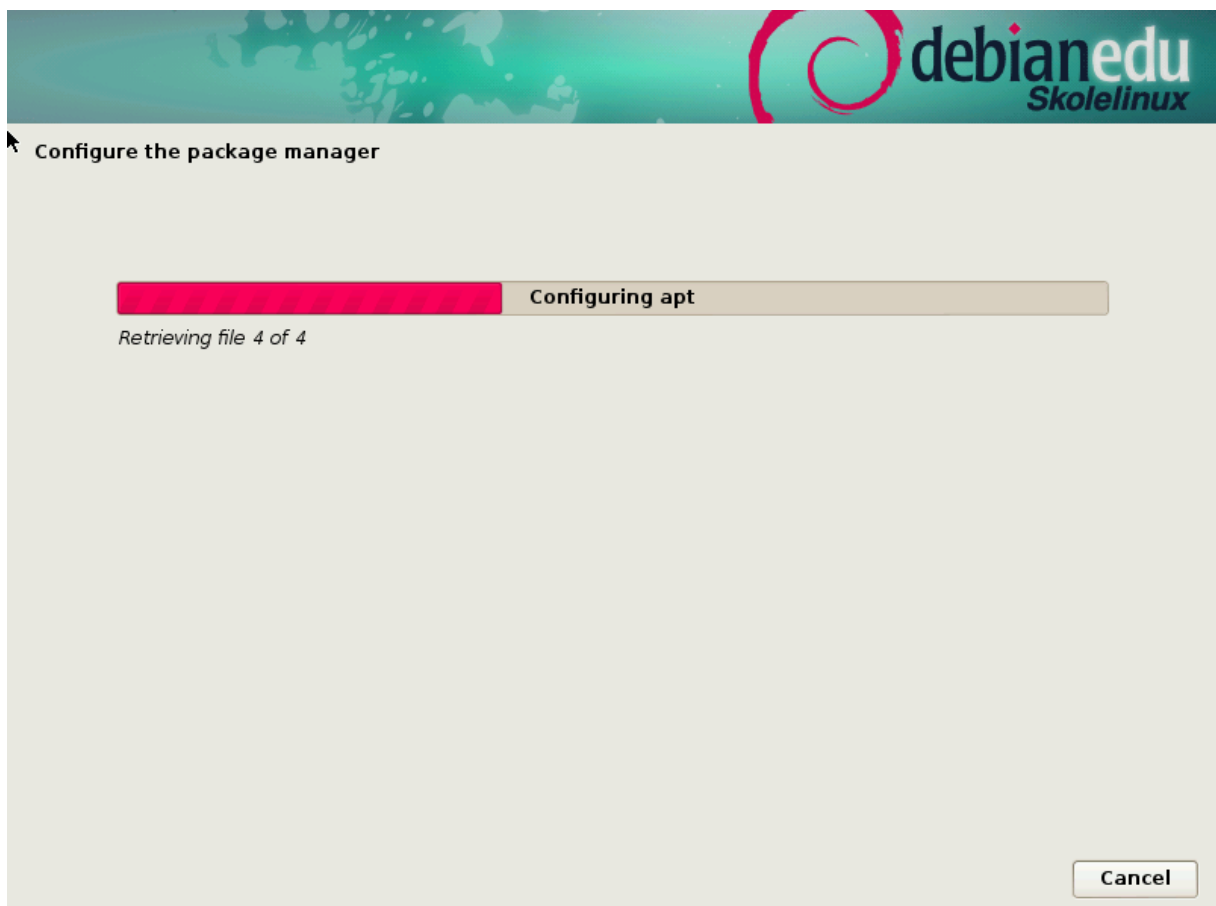 debianedu
Skolelinux
Configure the package manager
Configuring apt
Retrieving file 4 of 4
Cancel